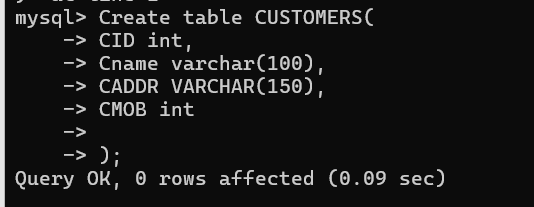 mysql> Create table CUSTOMERS(
    -> CID int,
    -> Cname varchar(100),
    -> CADDR VARCHAR(150),
    -> CMOB int
    ->
    -> );
Query OK, 0 rows affected (0.09 sec)